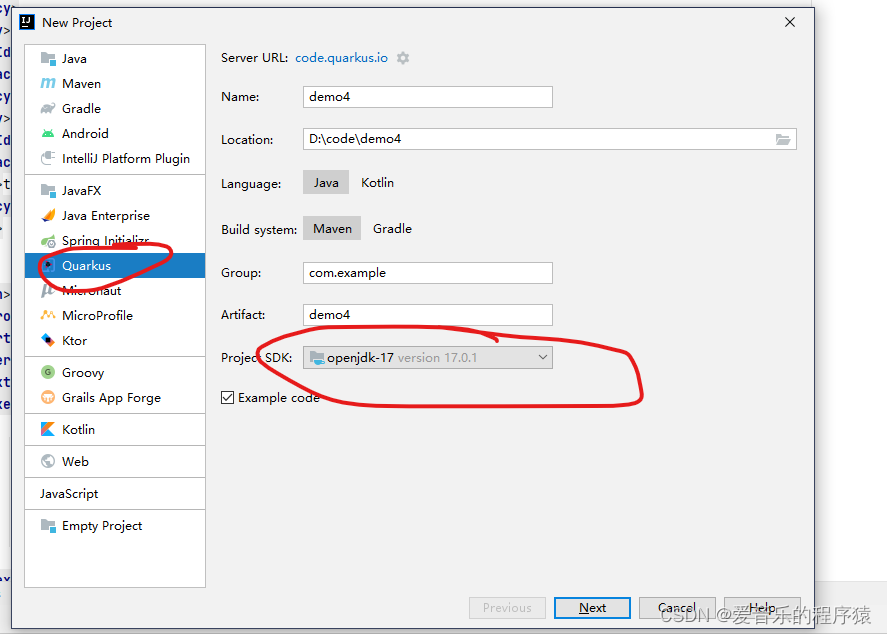 New Project
Java
Maven
Gradle
Android
IntelliJ Platform Plugin
JavaFX
Java Enterprise
Spring Initializr
Quarkus
Micronaut
MicroProfile
Ktor
Groovy
Grails App Forge
Kotlin
Web
JavaScript
Empty Project
Server URL: code.quarkus.io
Name: demo4
Location: D:\code\demo4
Language: Java Kotlin
Build system: Maven Gradle
Group: com.example
Artifact: demo4
Project SDK: openjdk-17 version 17.0.1
Example code
Previous Next Cancel Help
CSDN @爱音乐的程序猿